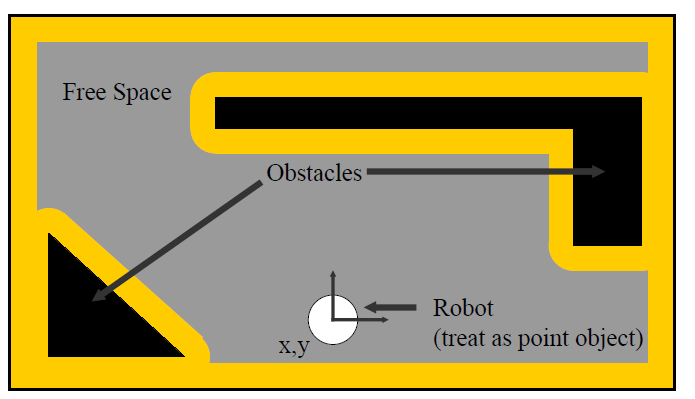 Free Space
Obstacles
Robot
(treat as point object)
x,y